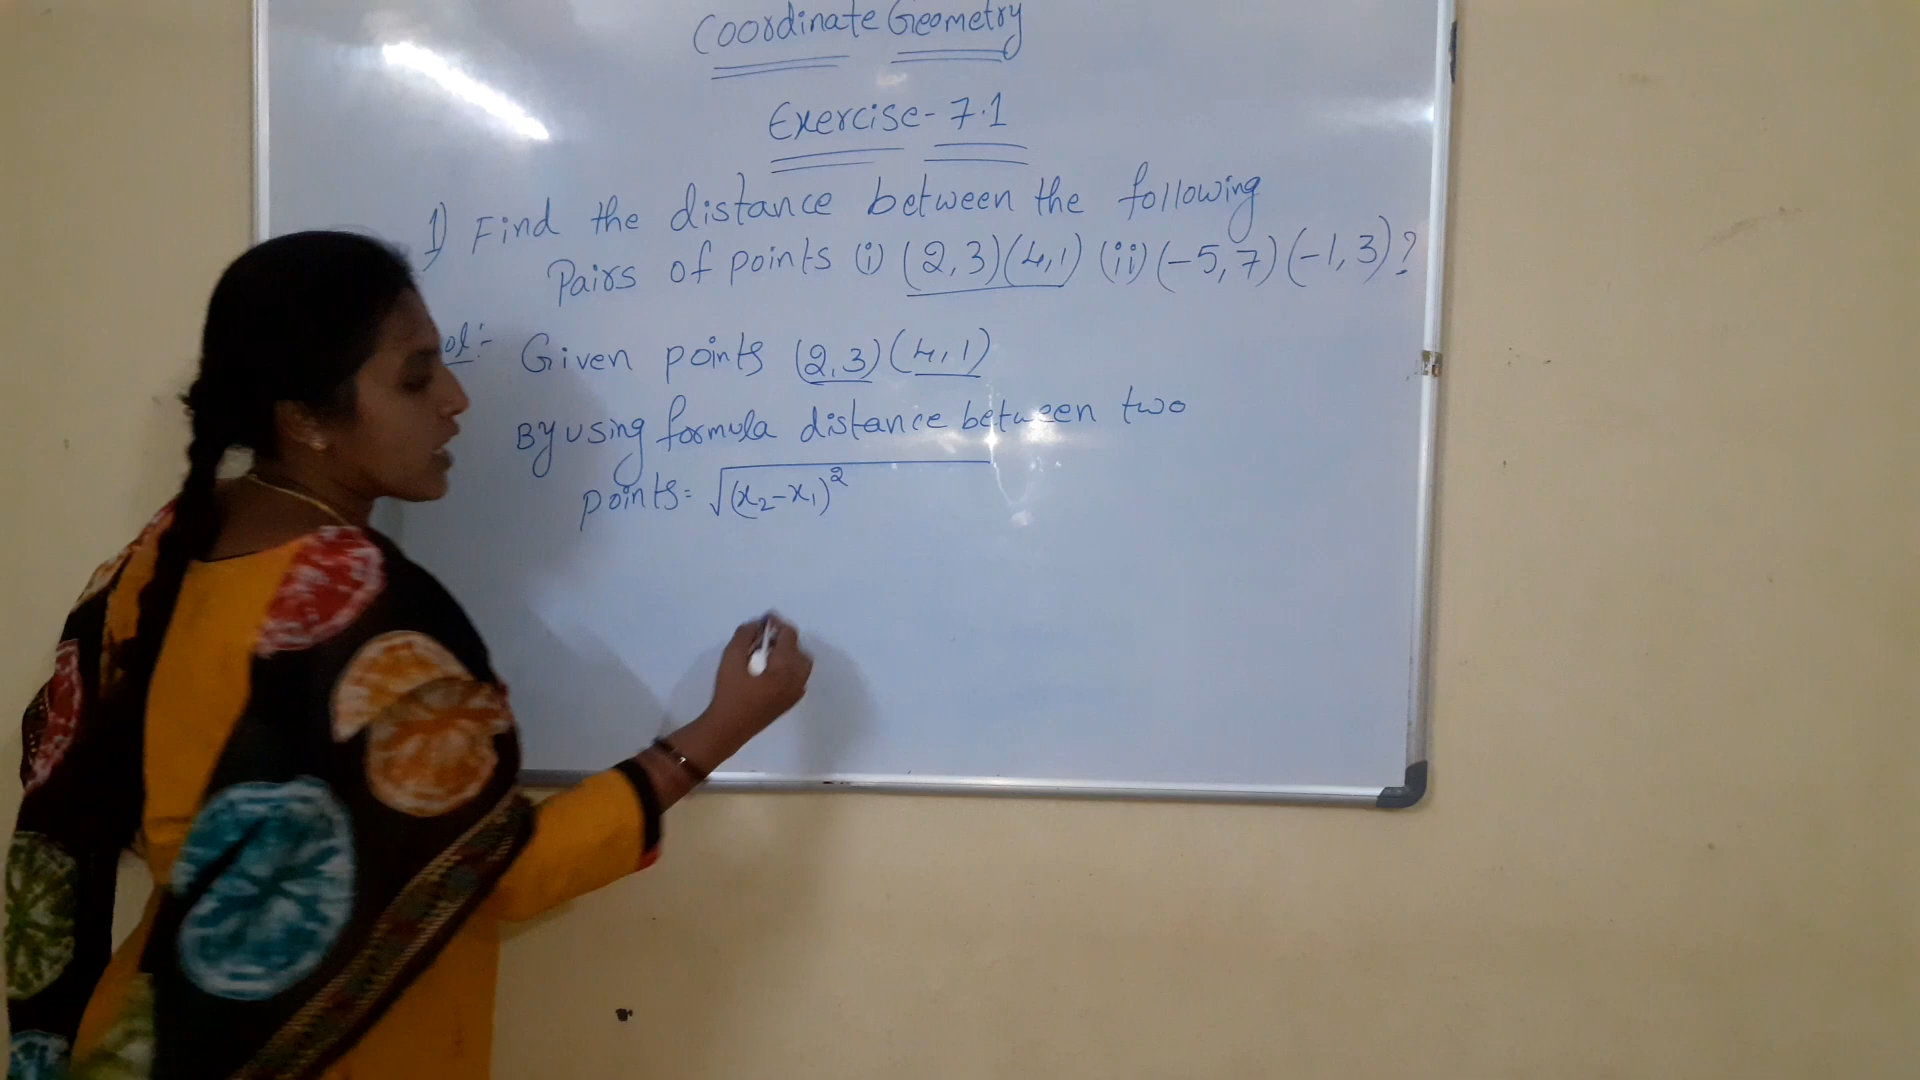 Coordinate Geometry
Exercise-7.1
1) Find the distance between the following
Pairs of points (i) (2,3)(4,1) (ii)(-5,7)(-1,3)?
ol:- Given points (2,3)(4,1)
By using formula distance between two
points= √(x₂-x₁)²